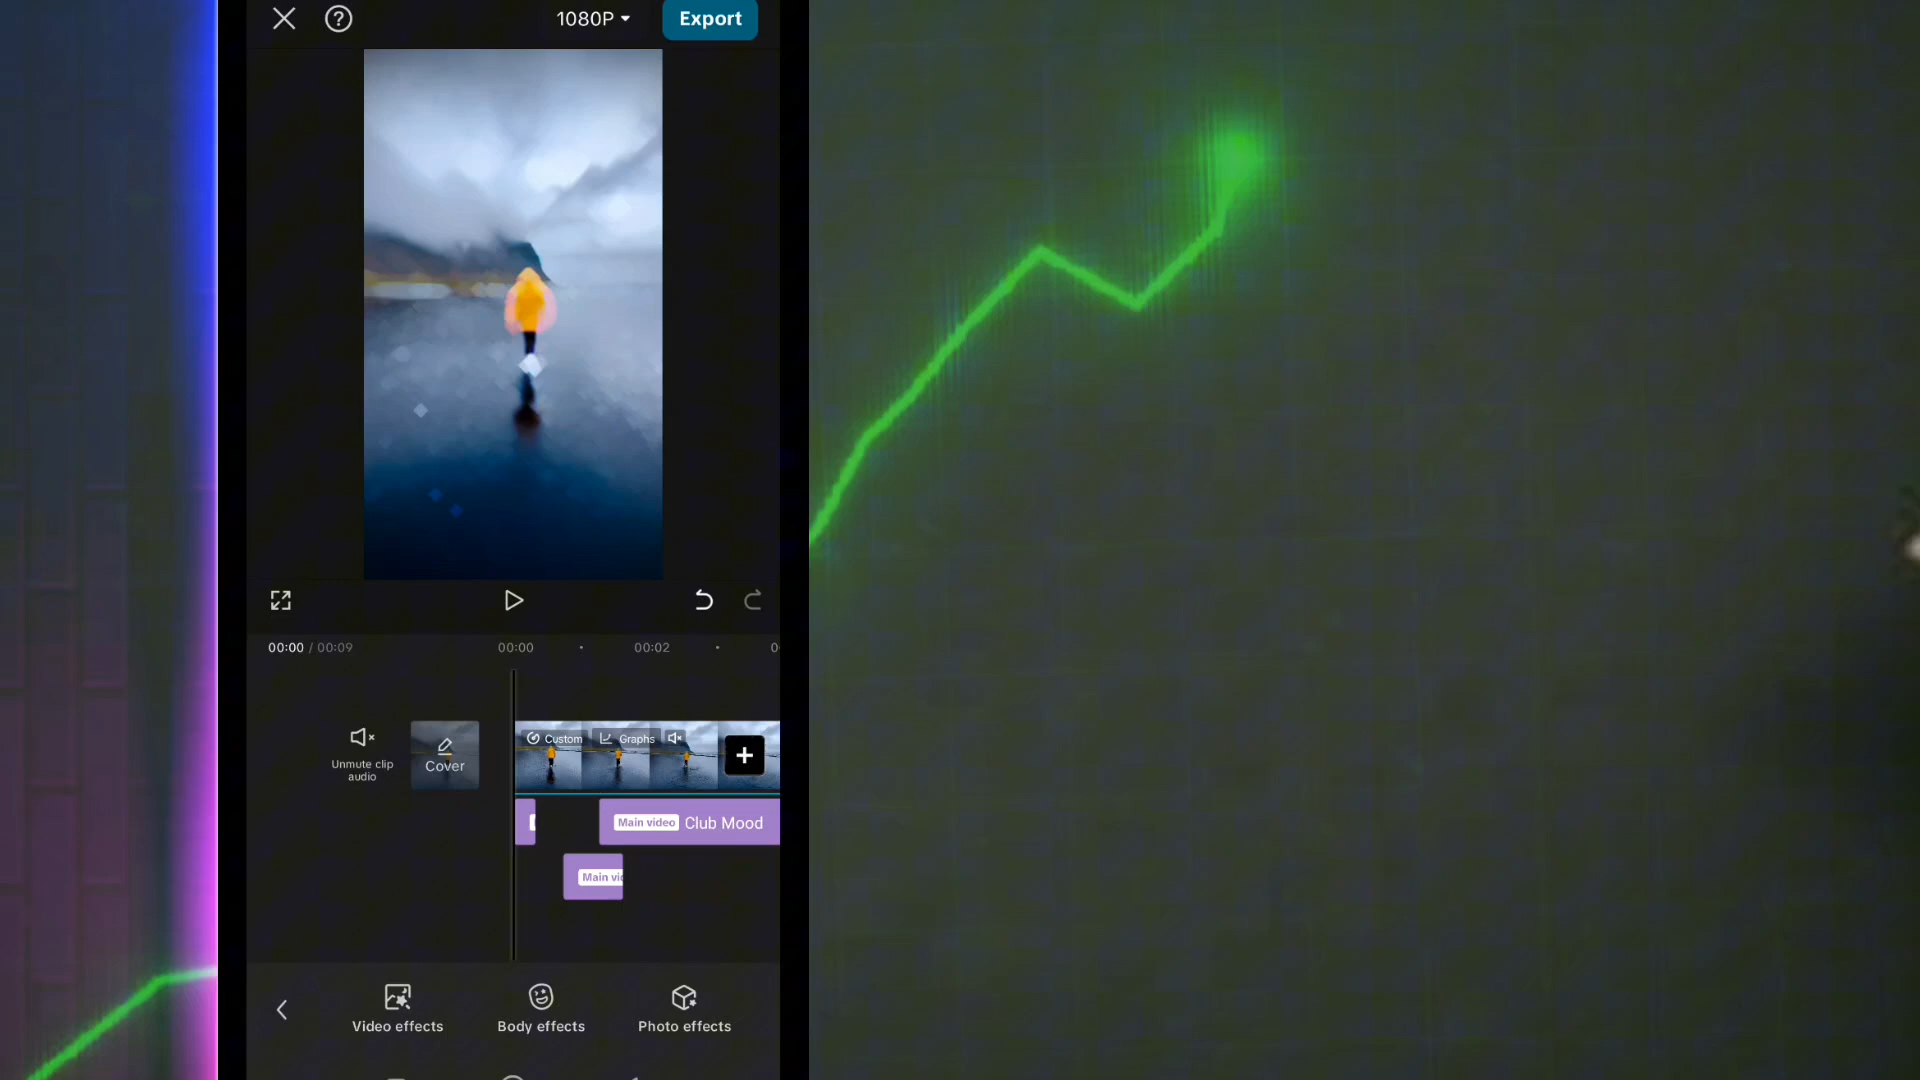 1080P Export
00:00 / 00:09 00:00 00:02
Custom Graphs
Unmute clip
audio
Cover
Main video Club Mood
Main
Video effects Body effects Photo effects